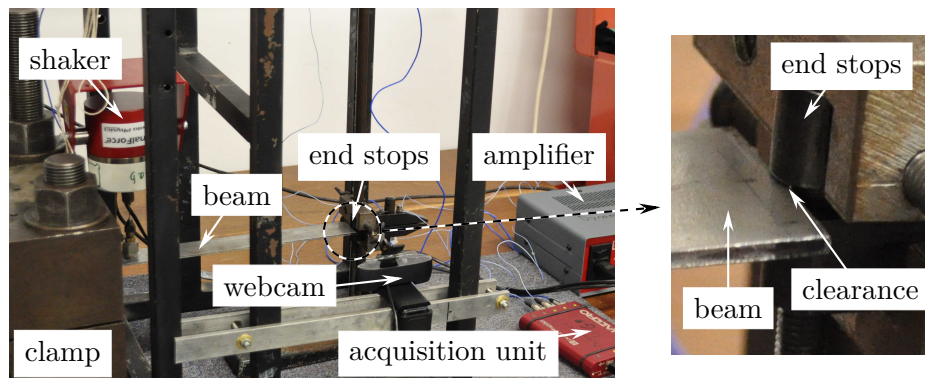 shaker
end stops
amplifier
beam
webcam
clamp
acquisition unit
end stops
beam
clearance